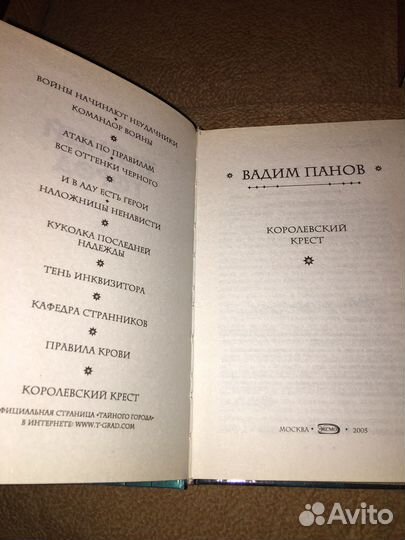 ВОЙНЫ НАЧИНАЮТ НЕУДАЧНИКИ
КОМАНДОР ВОЙНЫ
АТАКА ПО ПРАВИЛАМ
ВСЕ ОТТЕНКИ ЧЕРНОГО
И В АДУ ЕСТЬ ГЕРОИ
НАЛОЖНИЦЫ НЕНАВИСТИ
КУКОЛКА ПОСЛЕДНЕЙ
НАДЕЖДЫ
ТЕНЬ ИНКВИЗИТОРА
КАФЕДРА СТРАННИКОВ
ПРАВИЛА КРОВИ
КОРОЛЕВСКИЙ КРЕСТ
ФИЦИАЛЬНАЯ СТРАНИЦА «ТАЙНОГО ГОРОДА»
В ИНТЕРНЕТЕ: WWW.T-GRAD.COM
ВАДИМ ПАНОВ
КОРОЛЕВСКИЙ
КРЕСТ
МОСКВА • ЭКСМО • 2005
Avito